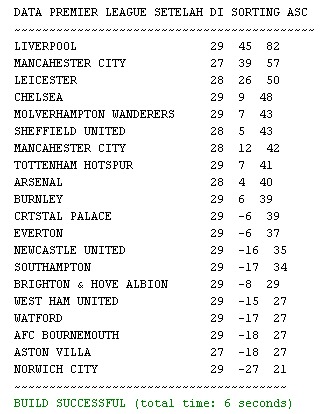 DATA PREMIER LEAGUE SETELAH DI SORTING ASC
~~~~~~~~~~~~~~~~~~~~~~~~~~~~~~~~~~~~~~~~~~~
LIVERPOOL 29 45 82
MANCAHESTER CITY 27 39 57
LEICESTER 28 26 50
CHELSEA 29 9 48
MOLVERHAMPTON WANDERERS 29 7 43
SHEFFIELD UNITED 28 5 43
MANCAHESTER CITY 28 12 42
TOTTENHAM HOTSPUR 29 7 41
ARSENAL 28 4 40
BURNLEY 29 6 39
CRTSTAL PALACE 29 -6 39
EVERTON 29 -6 37
NEWCASTLE UNITED 29 -16 35
SOUTHAMPTON 29 -17 34
BRIGHTON & HOVE ALBION 29 -8 29
WEST HAM UNITED 29 -15 27
WATFORD 29 -17 27
AFC BOURNEMOUTH 29 -18 27
ASTON VILLA 27 -18 27
NORWICH CITY 29 -27 21
~~~~~~~~~~~~~~~~~~~~~~~~~~~~~~~~~~~~~~~
BUILD SUCCESSFUL (total time: 6 seconds)